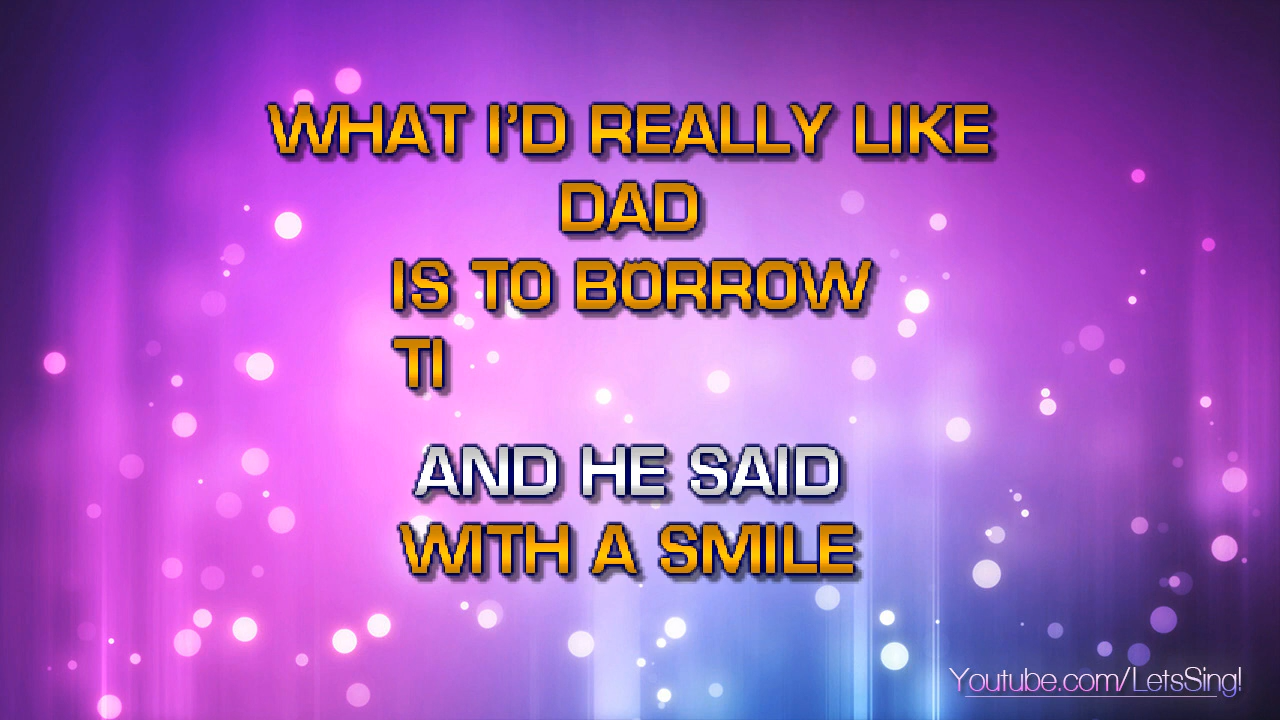 WHAT I'D REALLY LIKE
DAD
IS TO BORROW
TI
AND HE SAID
WITH A SMILE
Youtube.com/LetsSing!